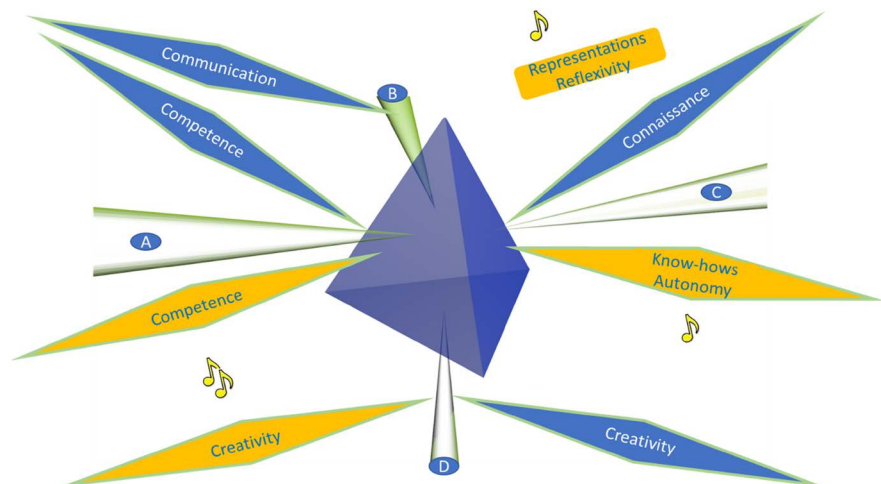 Communication
Competence
B
Representations
Reflexivity
Connaissance
A
C
Competence
Know-hows
Autonomy
Creativity
D
Creativity